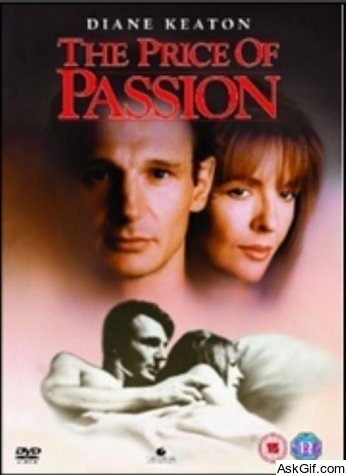 DIANE KEATON
THE PRICE OF
PASSION
DVD
15
12
AskGif.com